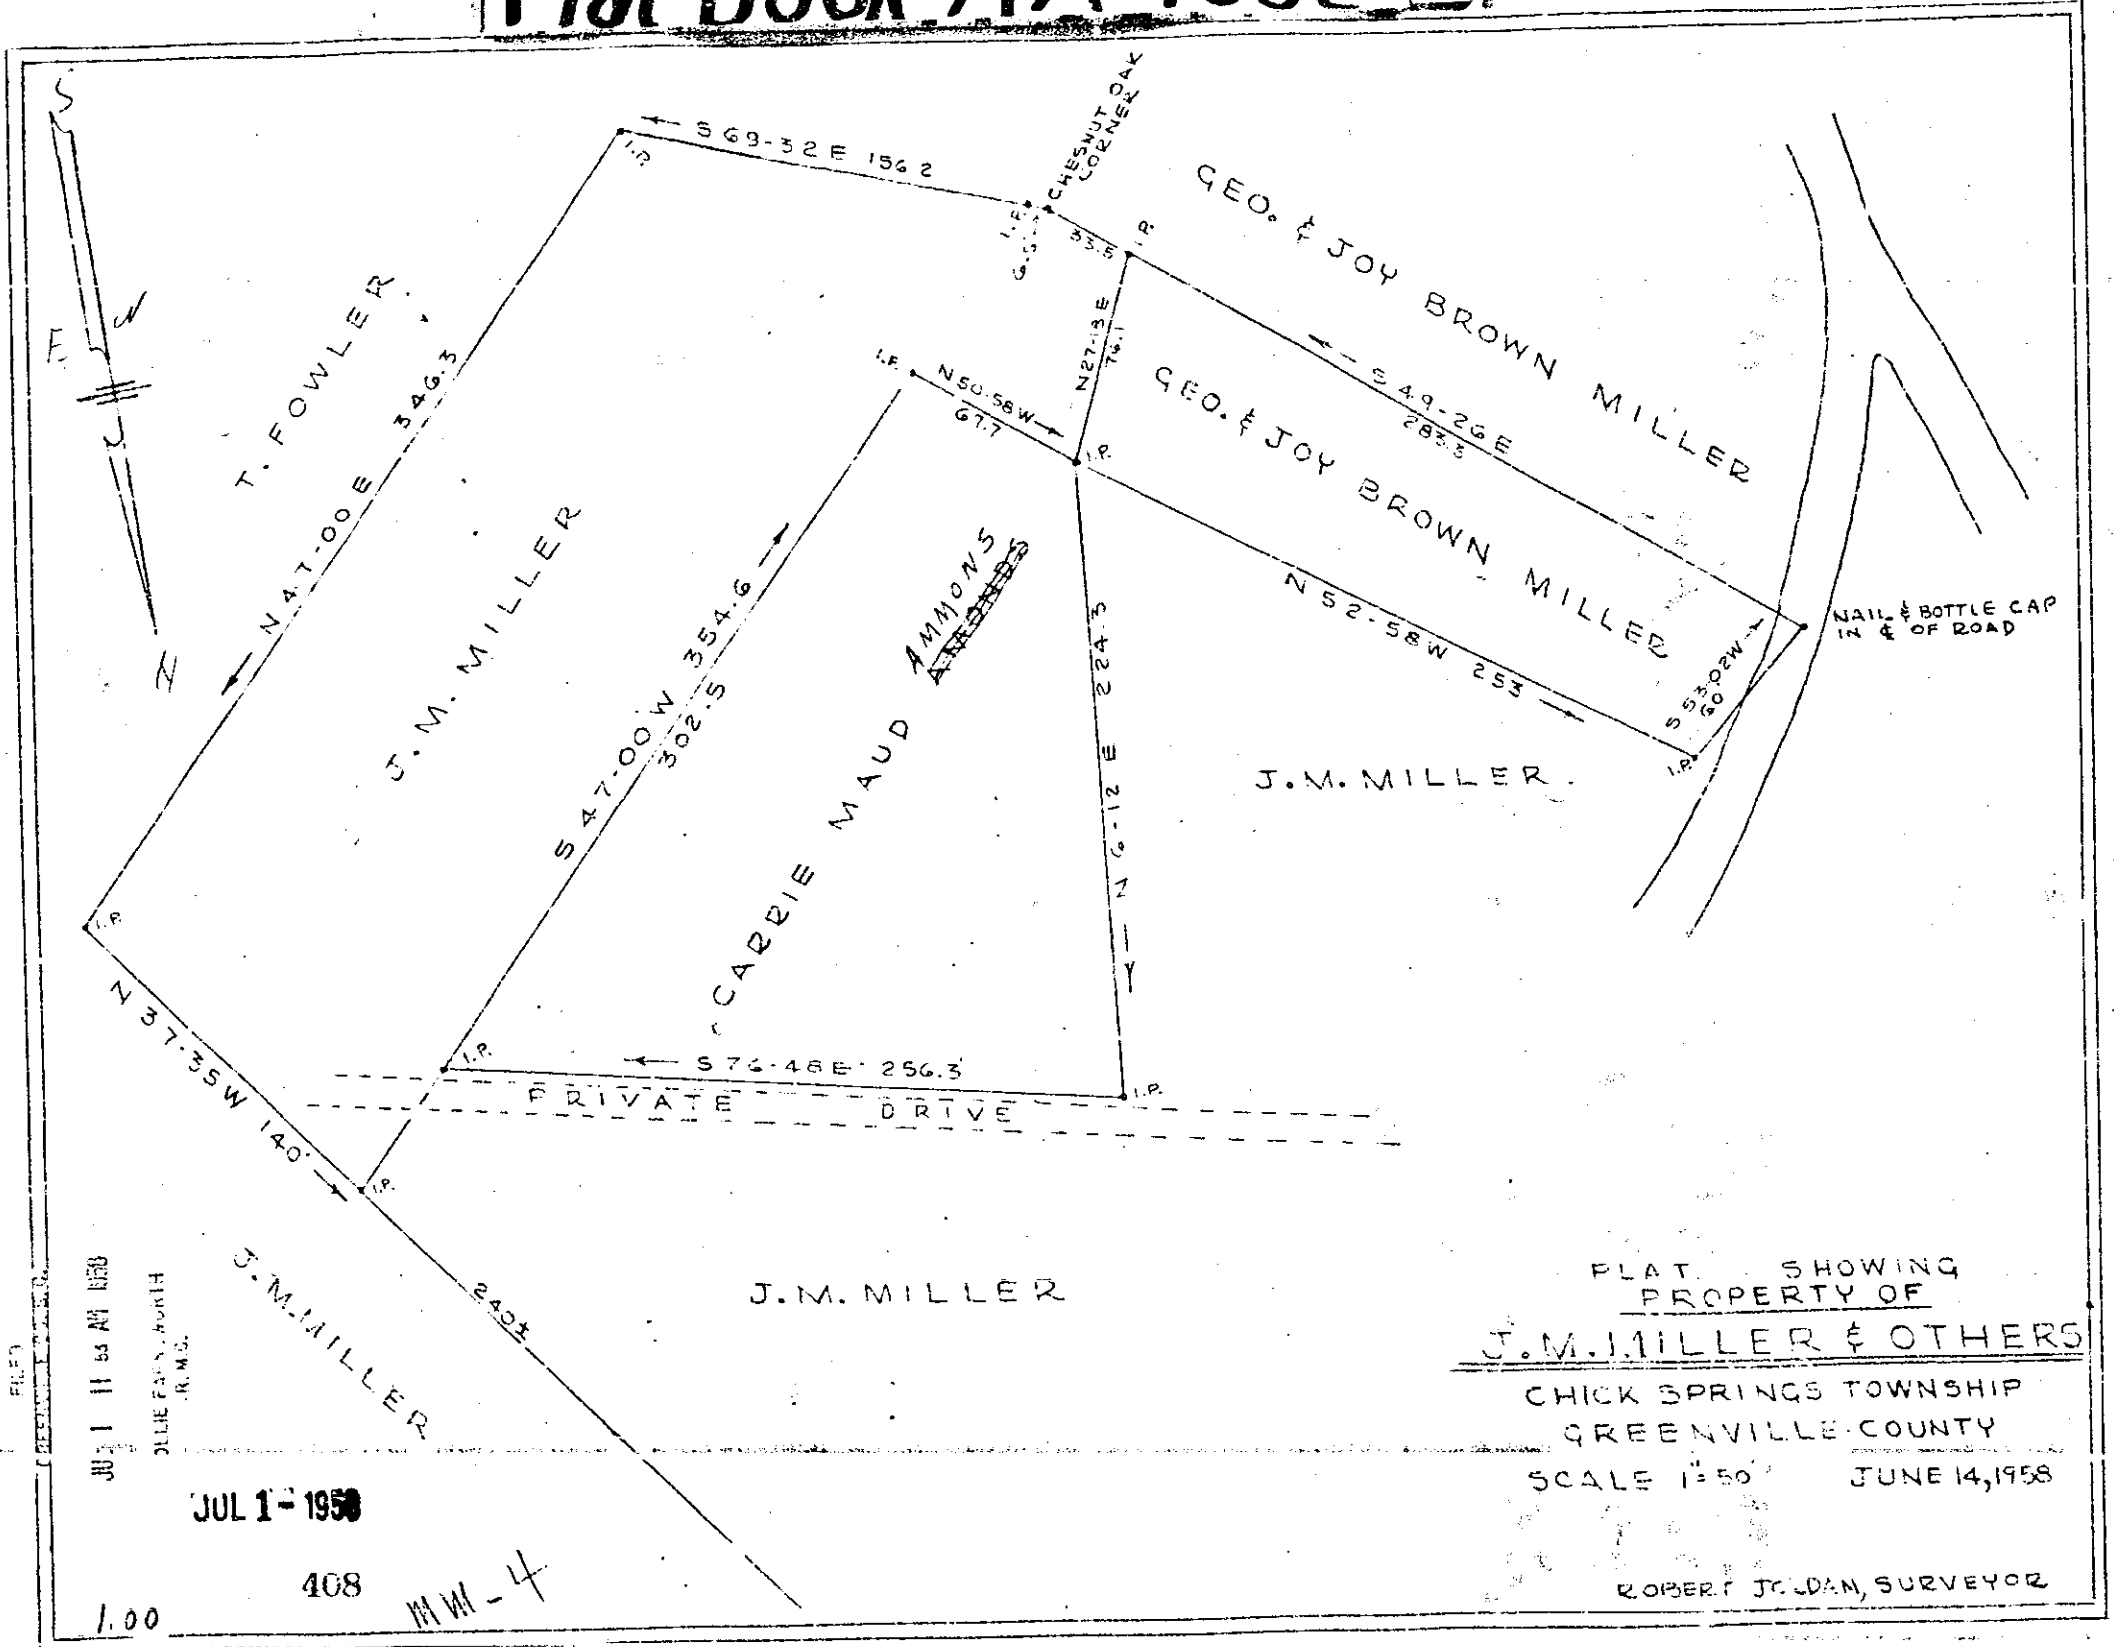 Plat Book
S
E
W
N
S 69-32 E 156.2
I.P.
CHESNUT OAK
CORNER
I.P.
33.5
I.P.
GEO. & JOY BROWN MILLER
T. FOWLER
N 47-00 E 346.3
J. M. MILLER
I.P.
N 50-58 W
67.7
N 27-13 E
76.1
I.P.
GEO. & JOY BROWN MILLER
S 49-26 E
283.3
N 52-58 W 253
S 53-02 W
60
NAIL & BOTTLE CAP
IN ℄ OF ROAD
I.P.
S 47-00 W 354.6
302.5
CARRIE MAUD AMMONS
N 6-12 E 224.3
J. M. MILLER
I.P.
N 37-35 W 140'
I.P.
S 76-48 E 256.3'
I.P.
PRIVATE DRIVE
I.P.
J. M. MILLER
240±
J. M. MILLER
PLAT SHOWING
PROPERTY OF
J. M. MILLER & OTHERS
CHICK SPRINGS TOWNSHIP
GREENVILLE COUNTY
SCALE 1"=50' JUNE 14, 1958
ROBERT JORDAN, SURVEYOR
FILED
R.M.C.
JUL 1 - 1958
408
MM-4
1.00